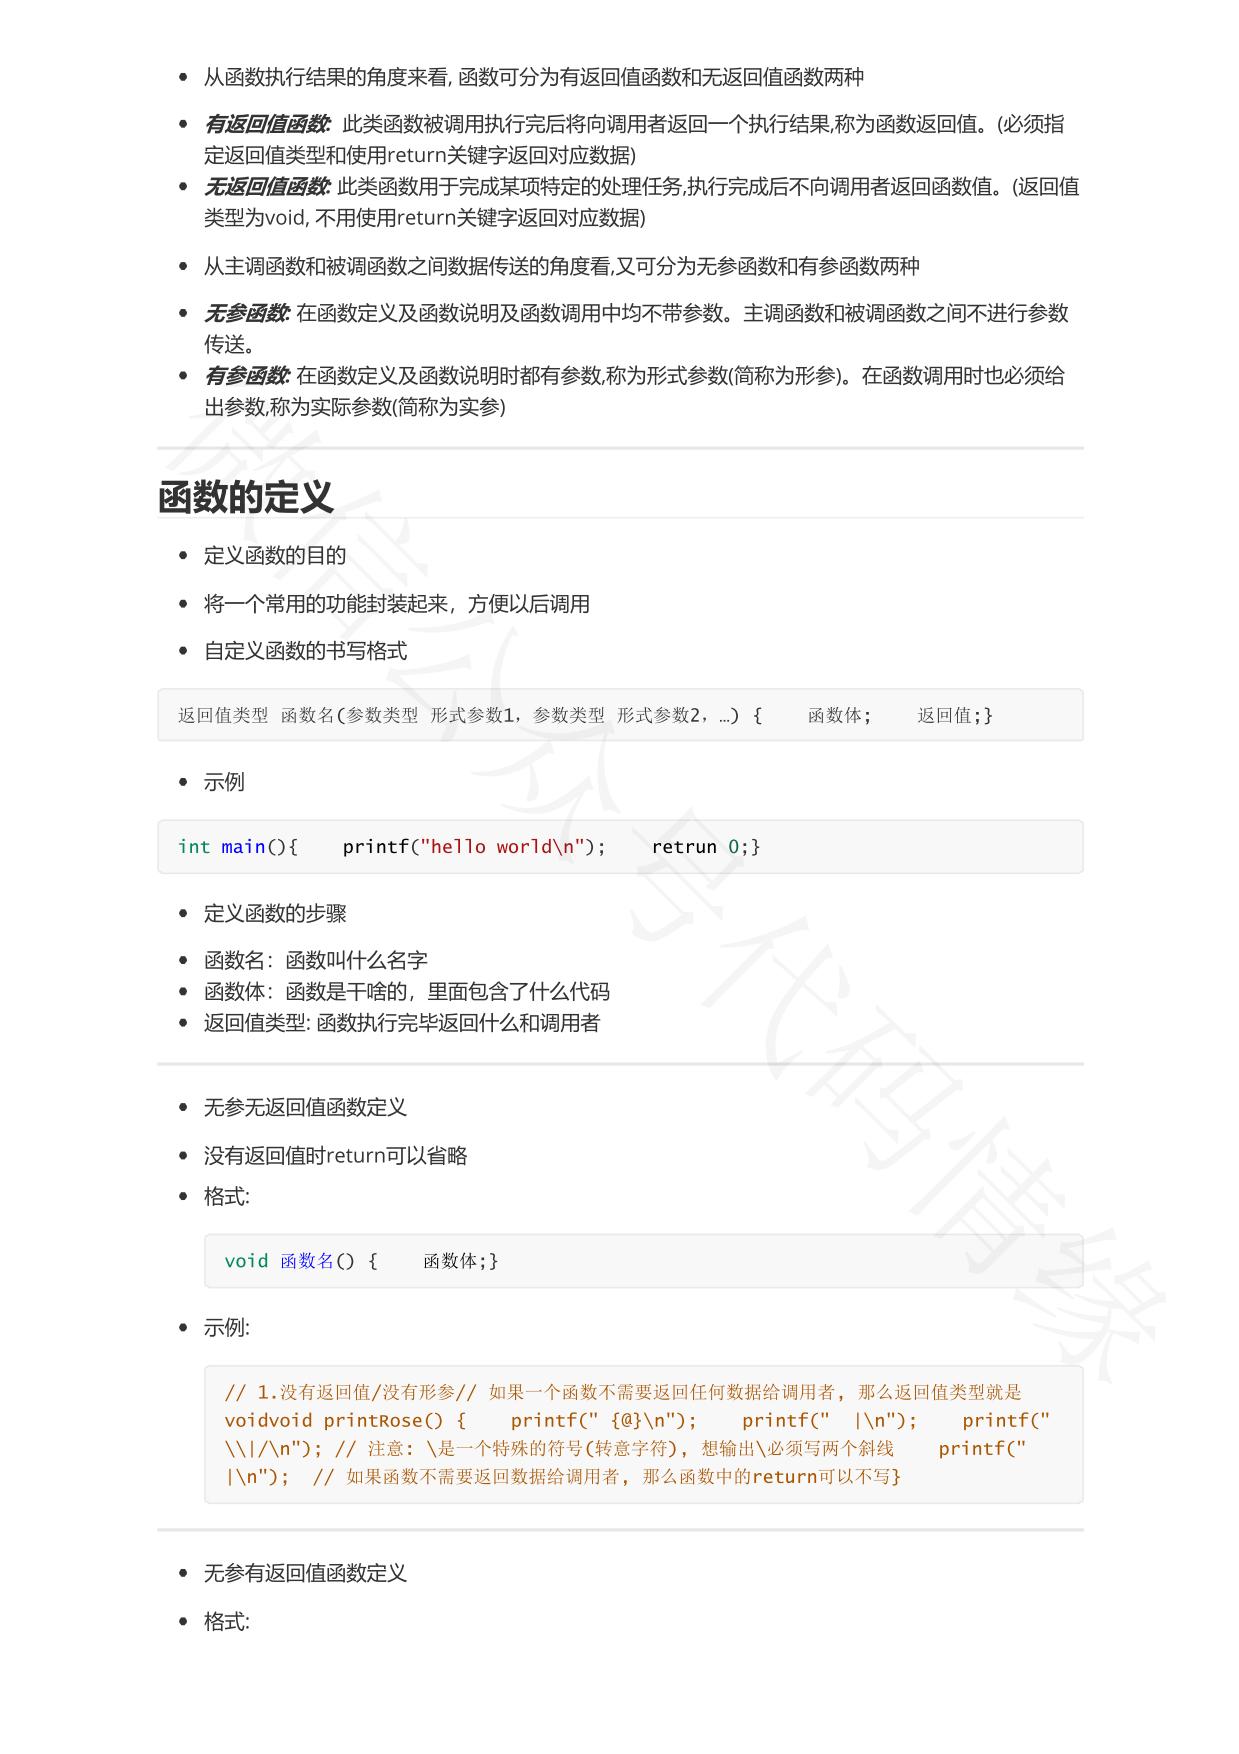 从函数执行结果的角度来看, 函数可分为有返回值函数和无返回值函数两种
有返回值函数: 此类函数被调用执行完后将向调用者返回一个执行结果,称为函数返回值。(必须指
定返回值类型和使用return关键字返回对应数据)
无返回值函数: 此类函数用于完成某项特定的处理任务,执行完成后不向调用者返回函数值。(返回值
类型为void, 不用使用return关键字返回对应数据)
从主调函数和被调函数之间数据传送的角度看,又可分为无参函数和有参函数两种
无参函数: 在函数定义及函数说明及函数调用中均不带参数。主调函数和被调函数之间不进行参数
传送。
有参函数: 在函数定义及函数说明时都有参数,称为形式参数(简称为形参)。在函数调用时也必须给
出参数,称为实际参数(简称为实参)
函数的定义
定义函数的目的
将一个常用的功能封装起来，方便以后调用
自定义函数的书写格式
返回值类型 函数名(参数类型 形式参数1，参数类型 形式参数2，…) {    函数体;    返回值;}
示例
int main(){    printf("hello world\n");    retrun 0;}
定义函数的步骤
函数名：函数叫什么名字
函数体：函数是干啥的，里面包含了什么代码
返回值类型: 函数执行完毕返回什么和调用者
无参无返回值函数定义
没有返回值时return可以省略
格式:
void 函数名() {    函数体;}
示例:
// 1.没有返回值/没有形参// 如果一个函数不需要返回任何数据给调用者, 那么返回值类型就是
voidvoid printRose() {    printf(" {@}\n");    printf("  |\n");    printf("
\\|/\n"); // 注意: \是一个特殊的符号(转意字符), 想输出\必须写两个斜线    printf("
|\n");  // 如果函数不需要返回数据给调用者, 那么函数中的return可以不写}
无参有返回值函数定义
格式:
微信公众号代码情缘